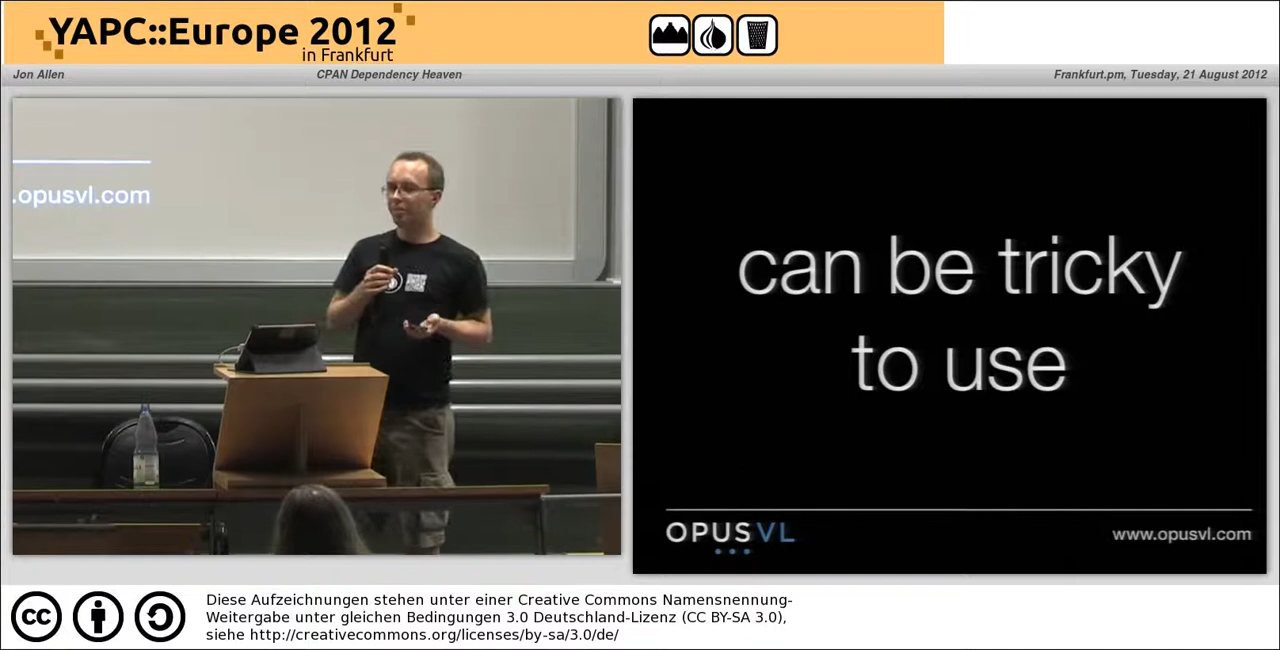 YAPC::Europe 2012
in Frankfurt
Jon Allen
CPAN Dependency Heaven
Frankfurt.pm, Tuesday, 21 August 2012
.opusvl.com
can be tricky
to use
OPUSVL
www.opusvl.com
cc
Diese Aufzeichnungen stehen unter einer Creative Commons Namensnennung-
Weitergabe unter gleichen Bedingungen 3.0 Deutschland-Lizenz (CC BY-SA 3.0),
siehe http://creativecommons.org/licenses/by-sa/3.0/de/